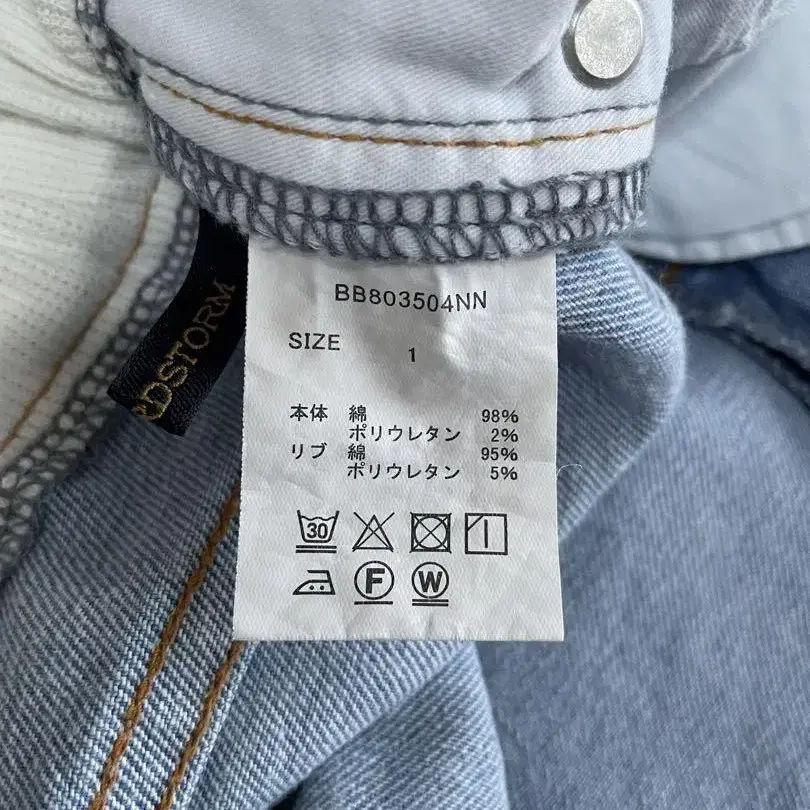 BB803504NN
SIZE 1
本体 綿 98%
ポリウレタン 2%
リブ 綿 95%
ポリウレタン 5%
30
F W
DSTORM